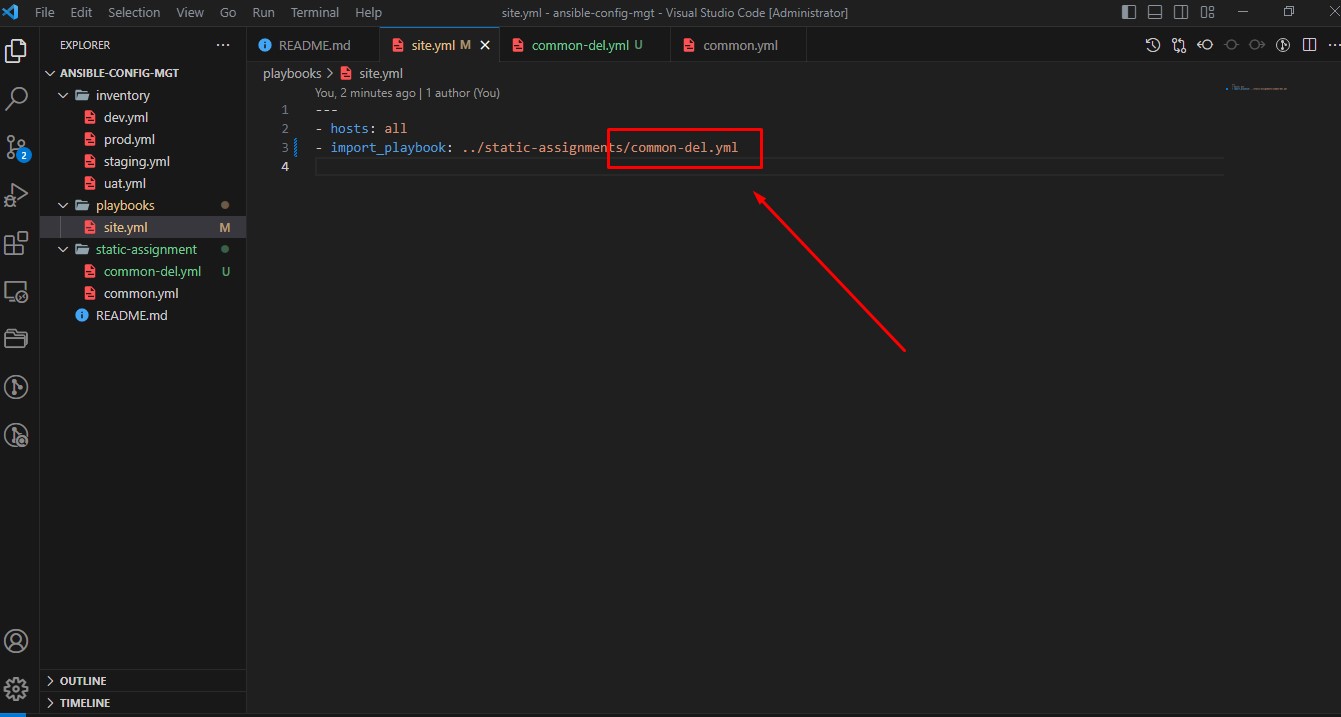 File Edit Selection View Go Run Terminal Help site.yml - ansible-config-mgt - Visual Studio Code [Administrator]
EXPLORER
ANSIBLE-CONFIG-MGT
inventory
dev.yml
prod.yml
staging.yml
uat.yml
playbooks
site.yml M
static-assignment
common-del.yml U
common.yml
README.md
2
OUTLINE
TIMELINE
README.md site.yml M common-del.yml U common.yml
playbooks > site.yml
You, 2 minutes ago | 1 author (You)
1 ---
2 - hosts: all
3 - import_playbook: ../static-assignments/common-del.yml
4